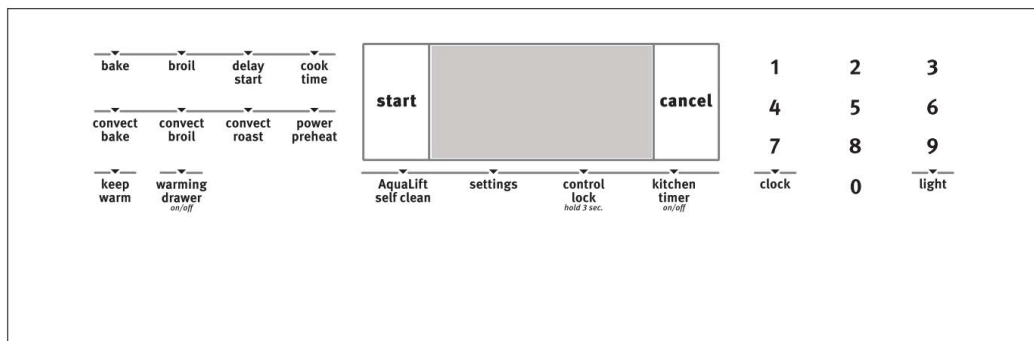 bake broil delay start cook time
start cancel
1 2 3
convect bake convect broil convect roast power preheat
4 5 6
7 8 9
keep warm warming drawer on/off
AquaLift self clean settings control lock hold 3 sec. kitchen timer on/off
clock 0 light